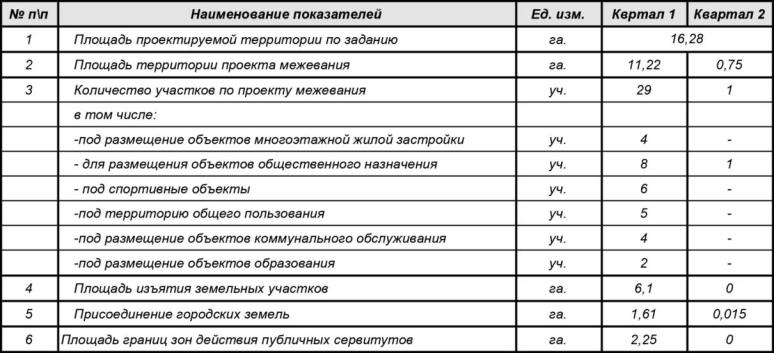 № п\п Наименование показателей Ед. изм. Квртал 1 Квартал 2
1 Площадь проектируемой территории по заданию га. 16,28
2 Площадь территории проекта межевания га. 11,22 0,75
3 Количество участков по проекту межевания уч. 29 1
в том числе:
-под размещение объектов многоэтажной жилой застройки уч. 4 -
- для размещения объектов общественного назначения уч. 8 1
- под спортивные объекты уч. 6 -
-под территорию общего пользования уч. 5 -
-под размещение объектов коммунального обслуживания уч. 4 -
-под размещение объектов образования уч. 2 -
4 Площадь изъятия земельных участков га. 6,1 0
5 Присоединение городских земель га. 1,61 0,015
6 Площадь границ зон действия публичных сервитутов га. 2,25 0